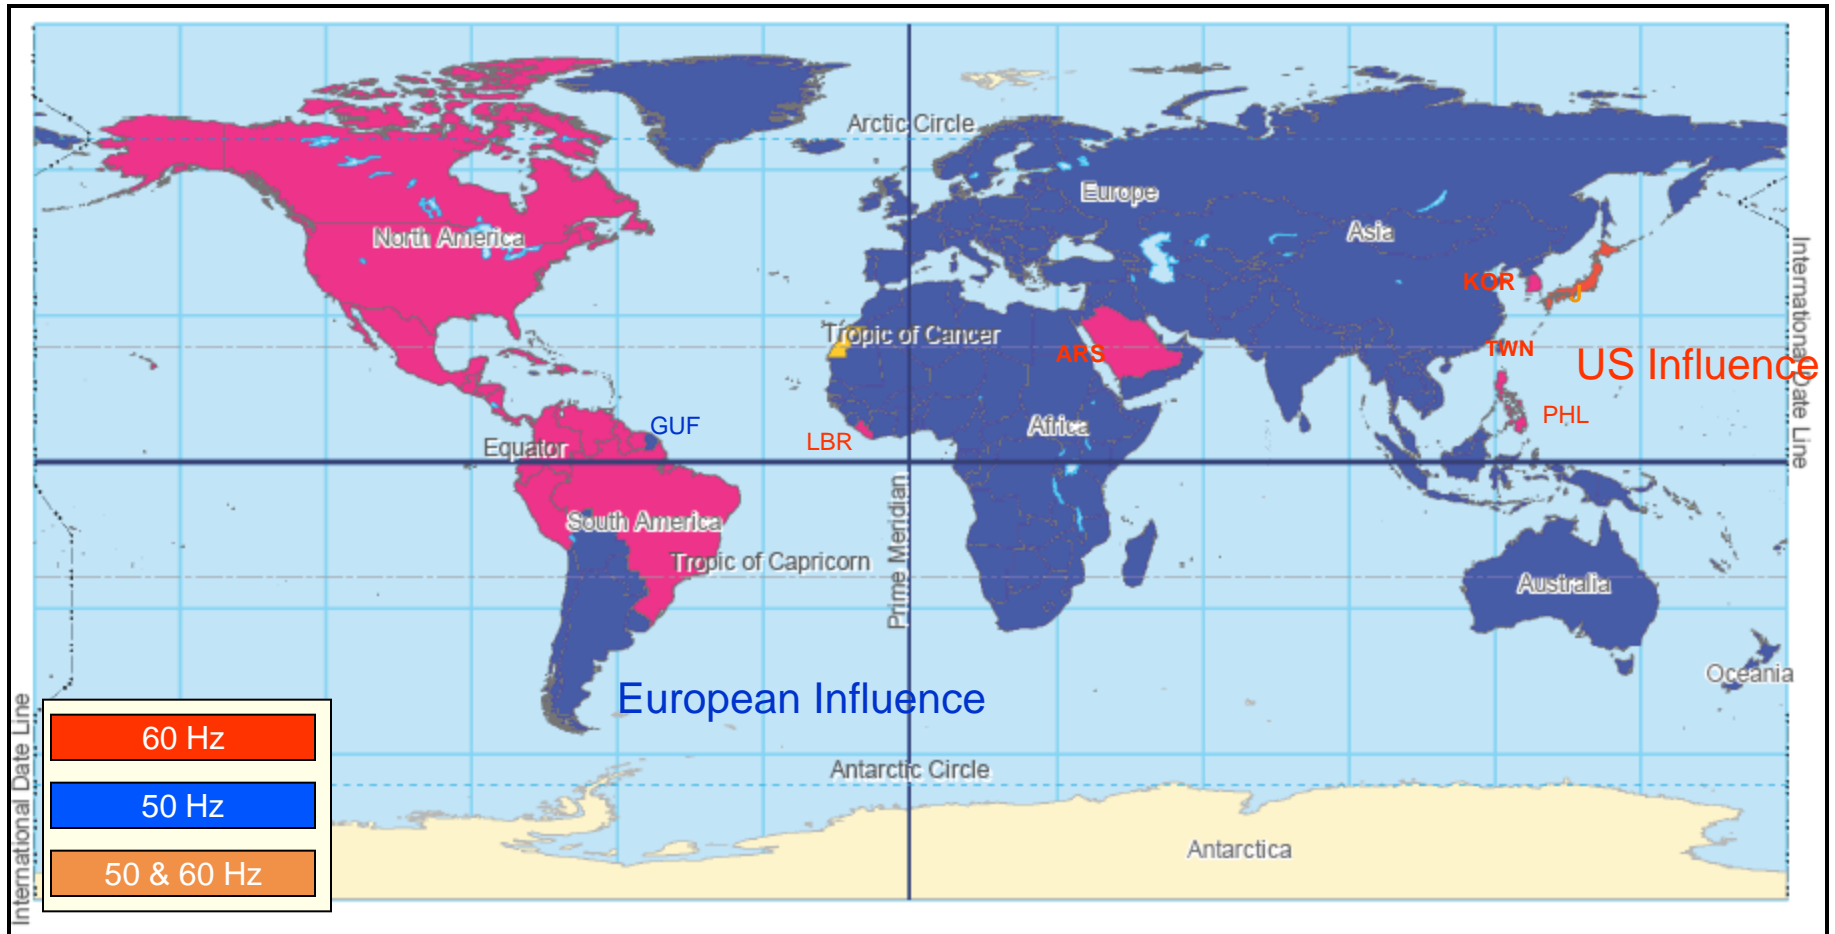 Arctic Circle
Europe
Asia
North America
International Date Line
KOR
J
Tropic of Cancer
ARS
TWN
US Influence
PHL
GUF
LBR
Africa
Equator
Prime Meridian
South America
Tropic of Capricorn
Australia
Oceania
European Influence
International Date Line
60 Hz
50 Hz
50 & 60 Hz
Antarctic Circle
Antarctica